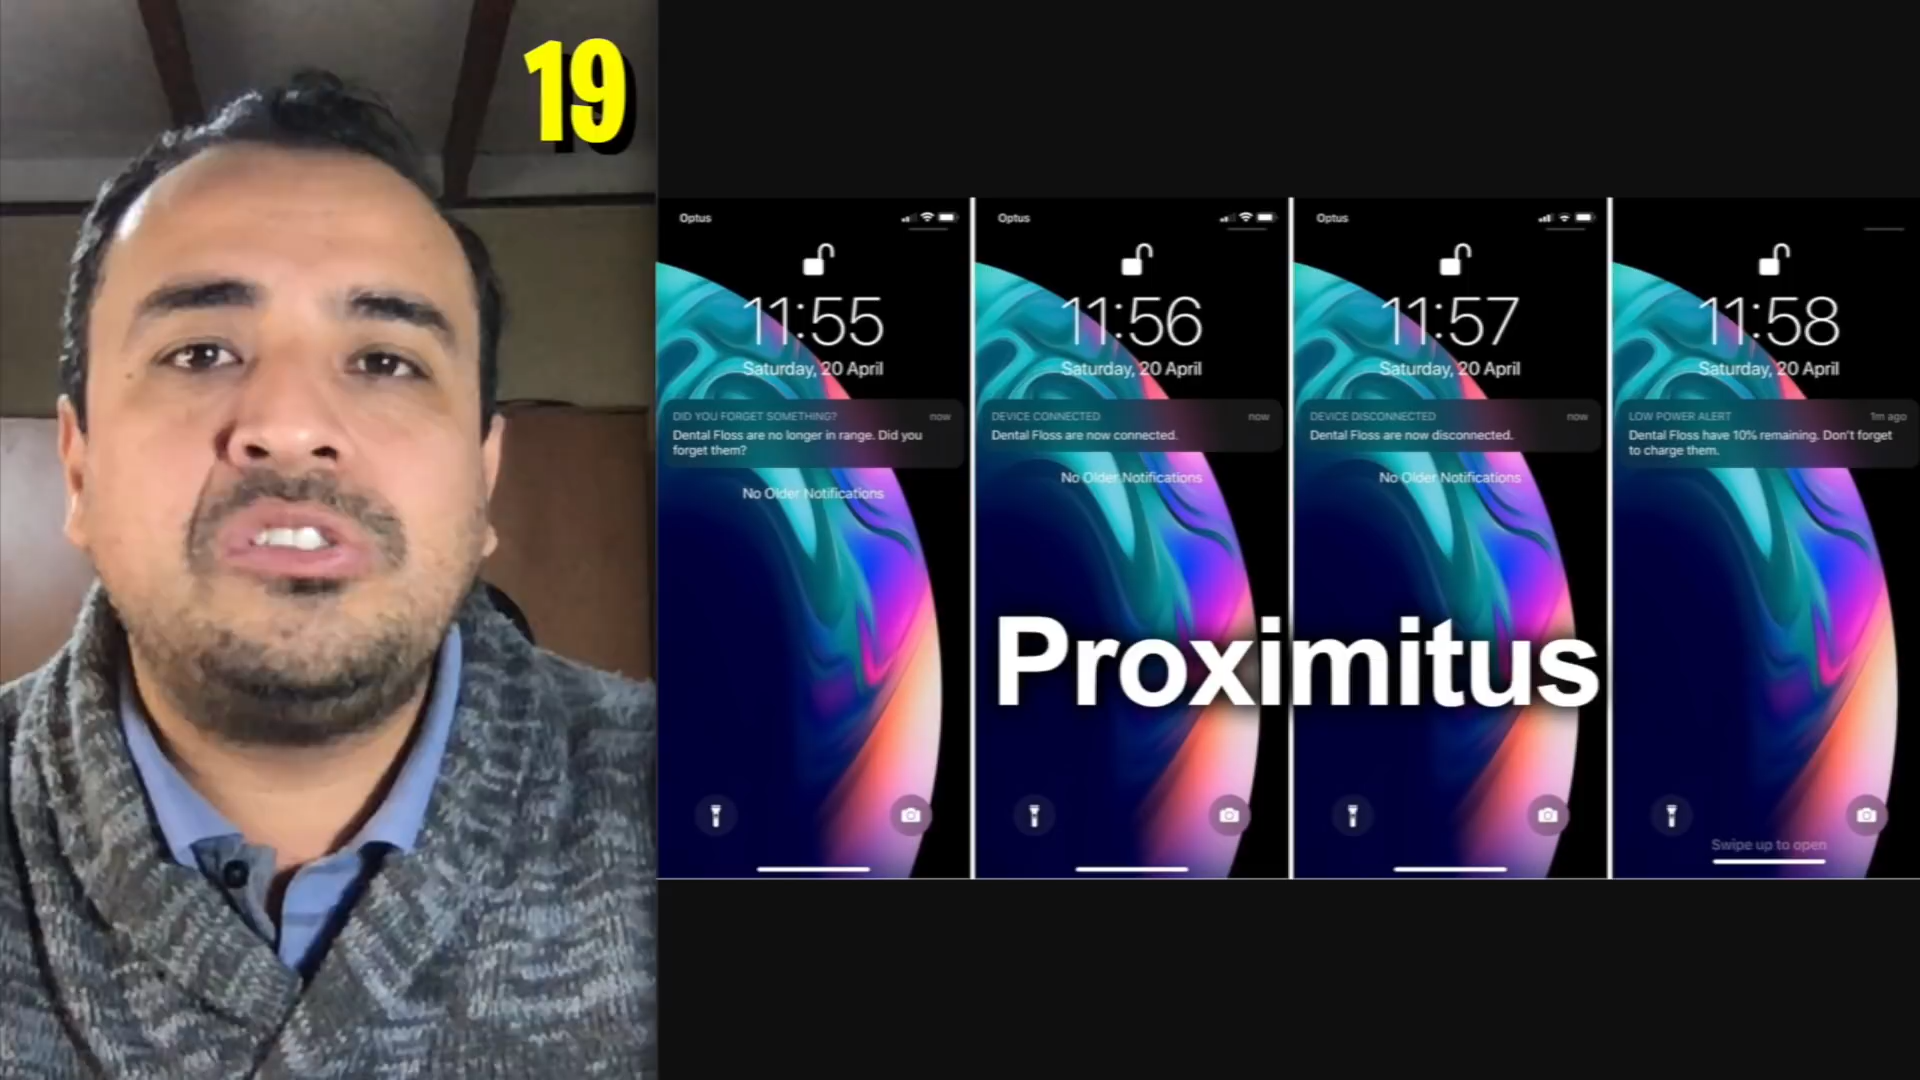 19
Optus
11:55
Saturday, 20 April
DID YOU FORGET SOMETHING? now
Dental Floss are no longer in range. Did you
forget them?
No Older Notifications
Optus
11:56
Saturday, 20 April
DEVICE CONNECTED now
Dental Floss are now connected.
No Older Notifications
Optus
11:57
Saturday, 20 April
DEVICE DISCONNECTED now
Dental Floss are now disconnected.
No Older Notifications
11:58
Saturday, 20 April
LOW POWER ALERT 1m ago
Dental Floss have 10% remaining. Don't forget
to charge them.
Swipe up to open
Proximitus